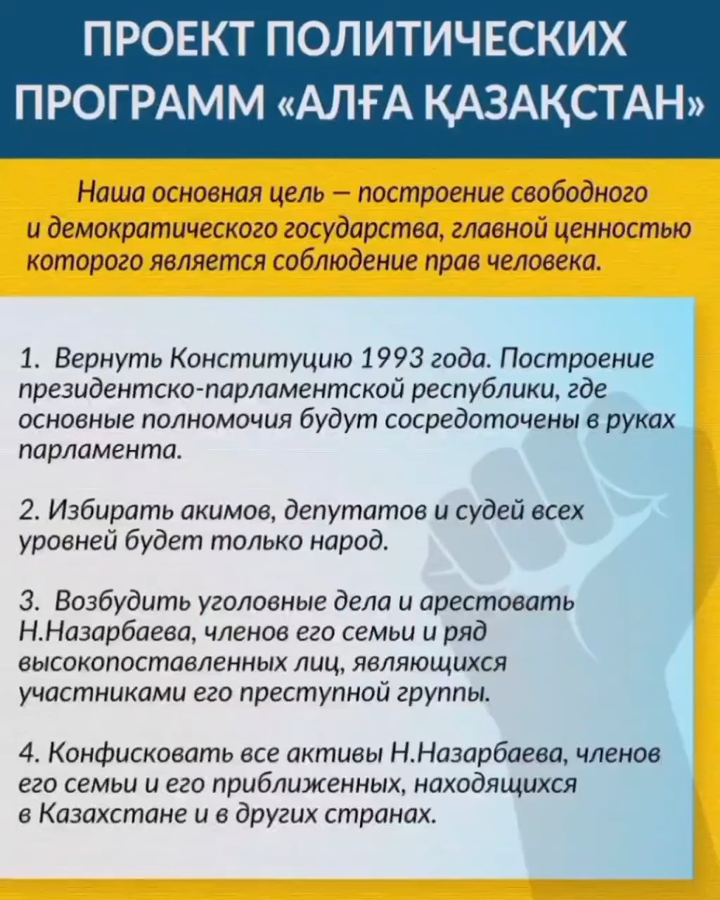 ПРОЕКТ ПОЛИТИЧЕСКИХ
ПРОГРАММ «АЛҒА ҚАЗАҚСТАН»
Наша основная цель — построение свободного
и демократического государства, главной ценностью
которого является соблюдение прав человека.
1. Вернуть Конституцию 1993 года. Построение
президентско-парламентской республики, где
основные полномочия будут сосредоточены в руках
парламента.
2. Избирать акимов, депутатов и судей всех
уровней будет только народ.
3. Возбудить уголовные дела и арестовать
Н.Назарбаева, членов его семьи и ряд
высокопоставленных лиц, являющихся
участниками его преступной группы.
4. Конфисковать все активы Н.Назарбаева, членов
его семьи и его приближенных, находящихся
в Казахстане и в других странах.